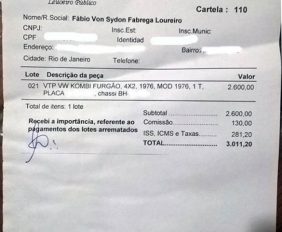 Leiloeiro Público
Cartela : 110
Nome/R.Social: Fábio Von Sydon Fabrega Loureiro
CNPJ: Insc.Est: Insc.Munic:
CPF Identidad
Endereço: Bairro:
Cidade: Rio de Janeiro Telefone:
Lote Descrição da peça Valor
021 VTP VW KOMBI FURGÃO, 4X2, 1976, MOD 1976, 1 T, 2.600,00
PLACA , chassi BH-
Total de itens: 1 lote
Subtotal 2.600,00
Recebi a importância, referente ao
pagamentos dos lotes arrematados
Comissão 130,00
ISS, ICMS e Taxas 281,20
TOTAL 3.011,20